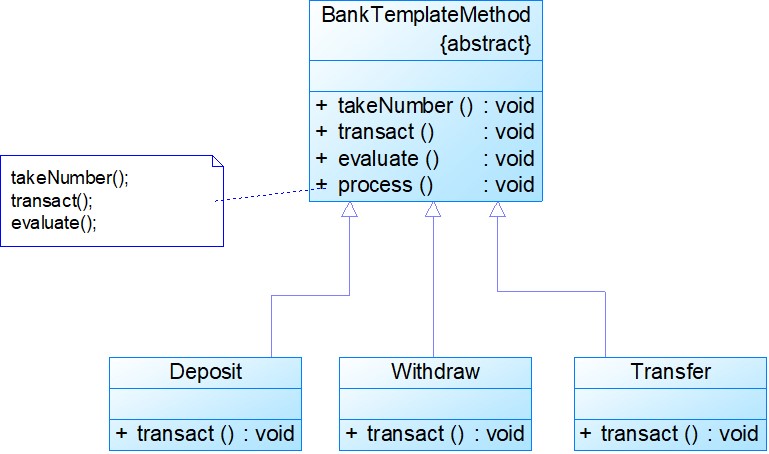 BankTemplateMethod
{abstract}
+ takeNumber () : void
+ transact () : void
+ evaluate () : void
+ process () : void
takeNumber();
transact();
evaluate();
Deposit
+ transact () : void
Withdraw
+ transact () : void
Transfer
+ transact () : void